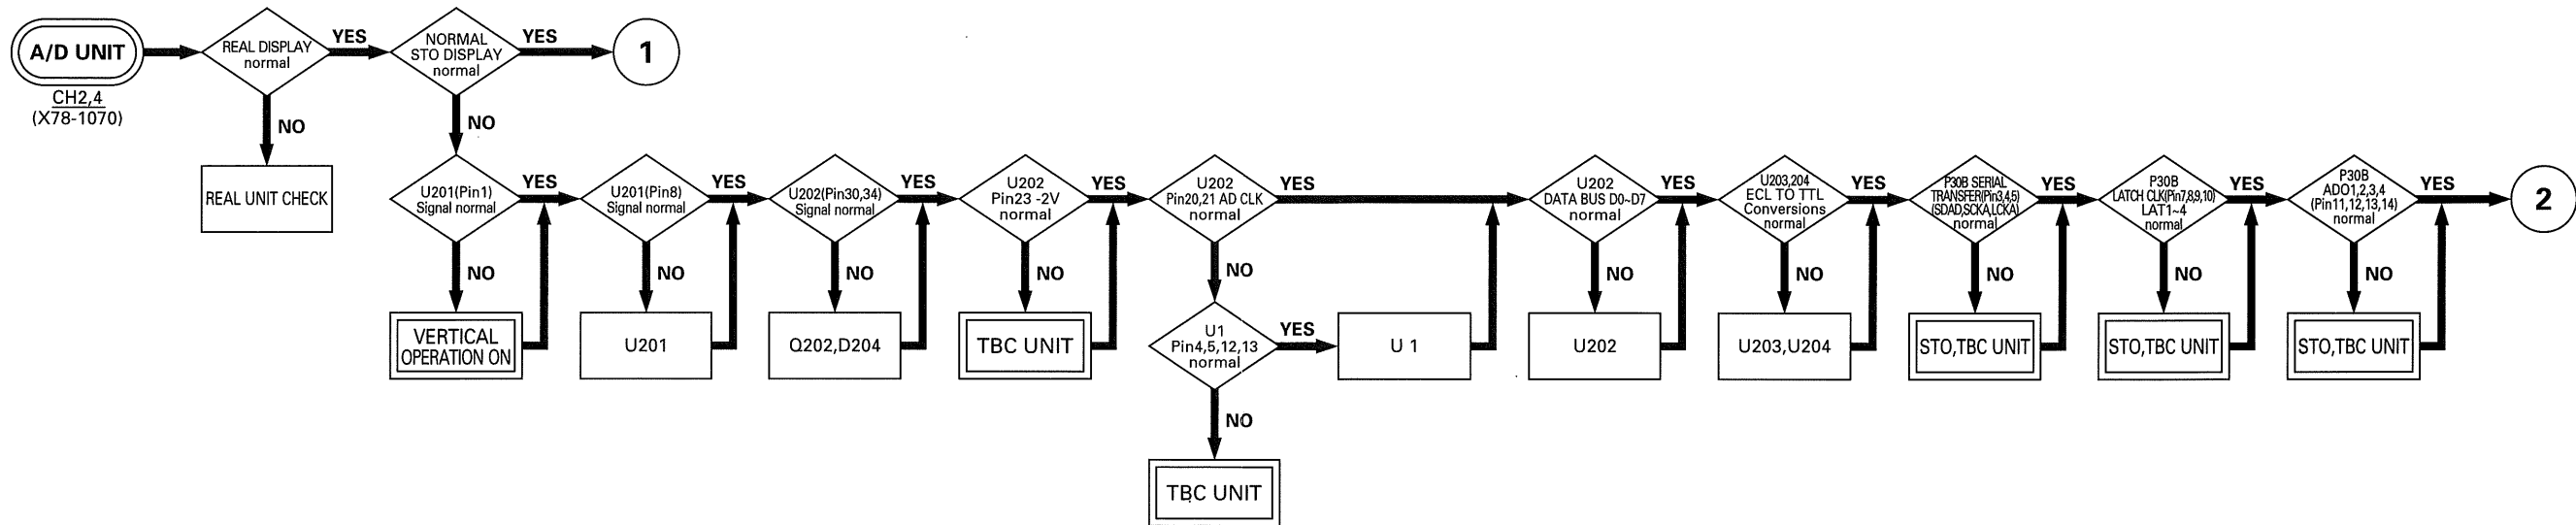 A/D UNIT
CH2,4
(X78-1070)
REAL DISPLAY
normal
YES
NO
REAL UNIT CHECK
NORMAL
STO DISPLAY
normal
YES
1
NO
U201(Pin1)
Signal normal
YES
NO
VERTICAL
OPERATION ON
U201(Pin8)
Signal normal
YES
NO
U201
U202(Pin30,34)
Signal normal
YES
NO
Q202,D204
U202
Pin23 -2V
normal
YES
NO
TBC UNIT
U202
Pin20,21 AD CLK
normal
YES
NO
U1
Pin4,5,12,13
normal
YES
U 1
NO
TBC UNIT
U202
DATA BUS D0~D7
normal
YES
NO
U202
U203,204
ECL TO TTL
Conversions
normal
YES
NO
U203,U204
P30B SERIAL
TRANSFER(Pin3,4,5)
(SDAD,SCKA,LCKA)
normal
YES
NO
STO,TBC UNIT
P30B
LATCH CLK(Pin7,8,9,10)
LAT1~4
normal
YES
NO
STO,TBC UNIT
P30B
ADO1,2,3,4
(Pin11,12,13,14)
normal
YES
NO
STO,TBC UNIT
2